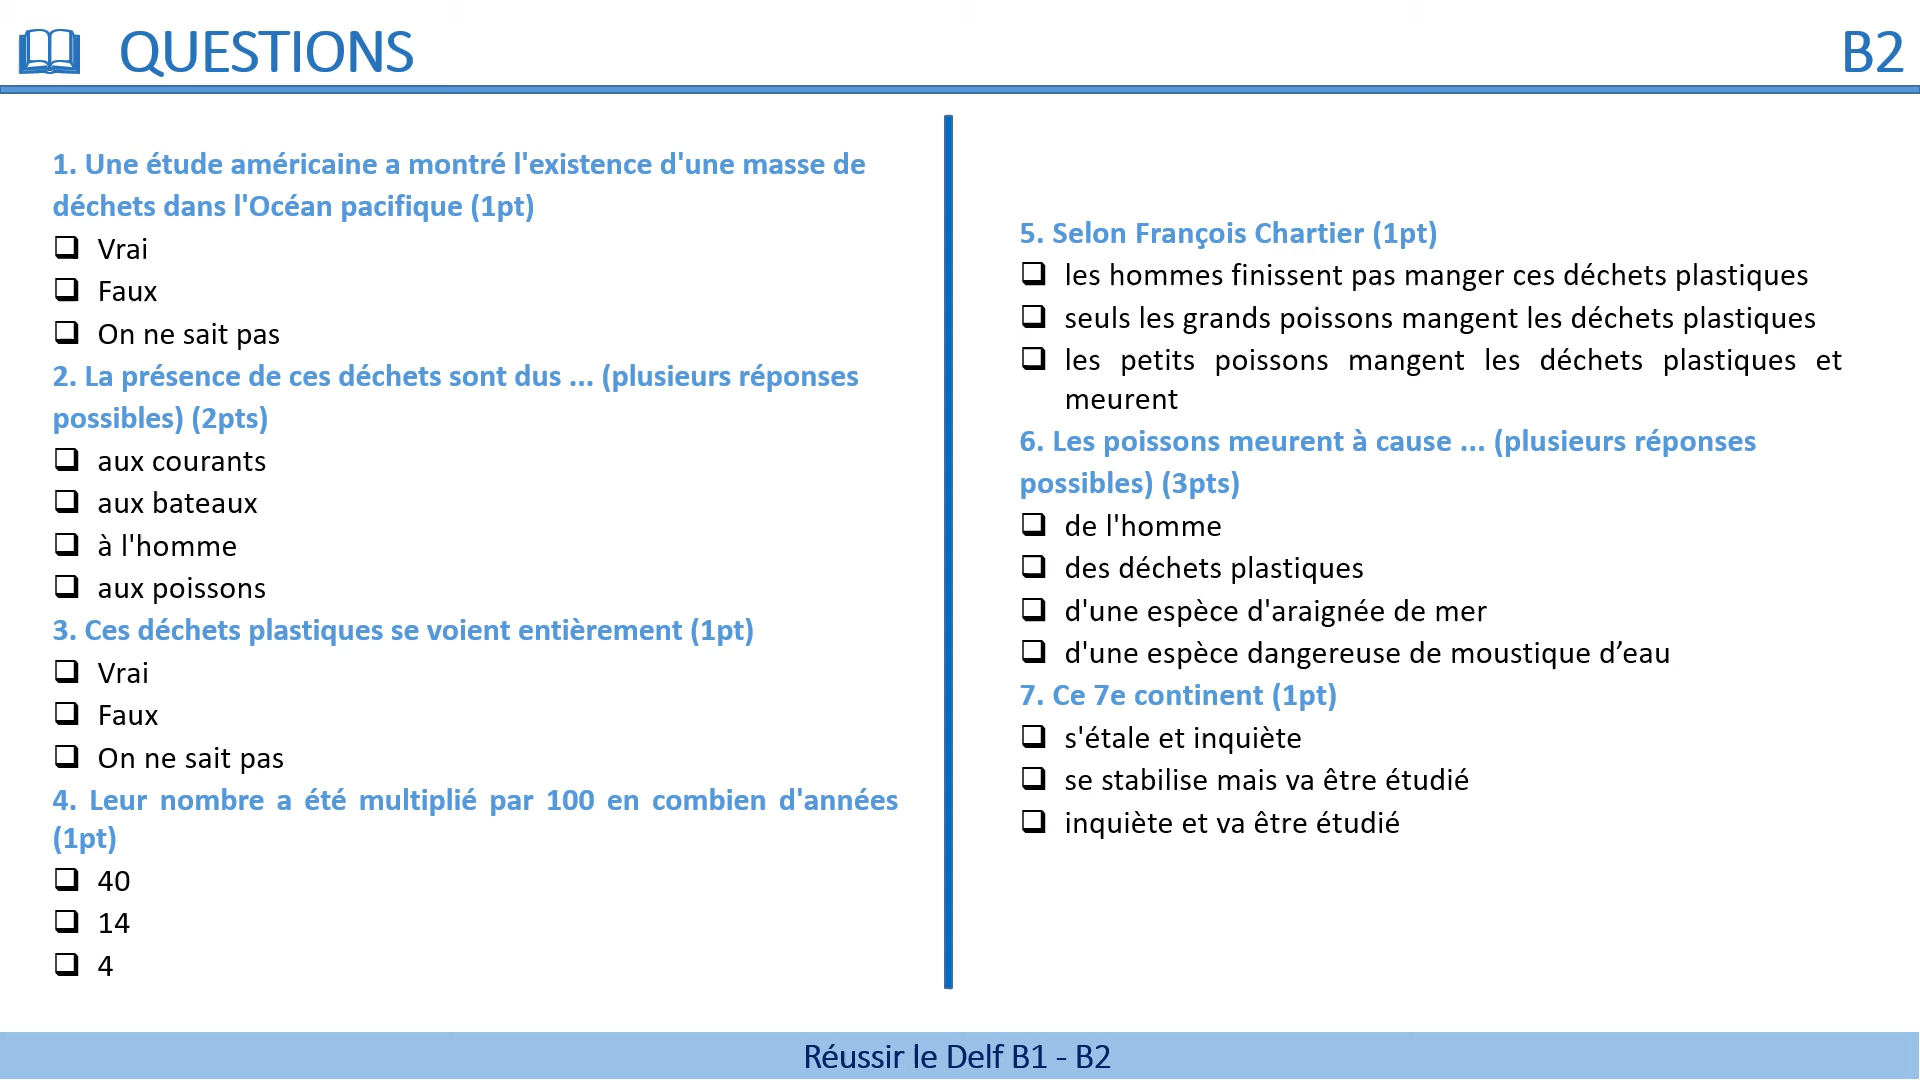 QUESTIONS
B2
1. Une étude américaine a montré l'existence d'une masse de
déchets dans l'Océan pacifique (1pt)
Vrai
Faux
On ne sait pas
2. La présence de ces déchets sont dus ... (plusieurs réponses
possibles) (2pts)
aux courants
aux bateaux
à l'homme
aux poissons
3. Ces déchets plastiques se voient entièrement (1pt)
Vrai
Faux
On ne sait pas
4. Leur nombre a été multiplié par 100 en combien d'années
(1pt)
40
14
4
5. Selon François Chartier (1pt)
les hommes finissent pas manger ces déchets plastiques
seuls les grands poissons mangent les déchets plastiques
les petits poissons mangent les déchets plastiques et
meurent
6. Les poissons meurent à cause ... (plusieurs réponses
possibles) (3pts)
de l'homme
des déchets plastiques
d'une espèce d'araignée de mer
d'une espèce dangereuse de moustique d’eau
7. Ce 7e continent (1pt)
s'étale et inquiète
se stabilise mais va être étudié
inquiète et va être étudié
Réussir le Delf B1 - B2